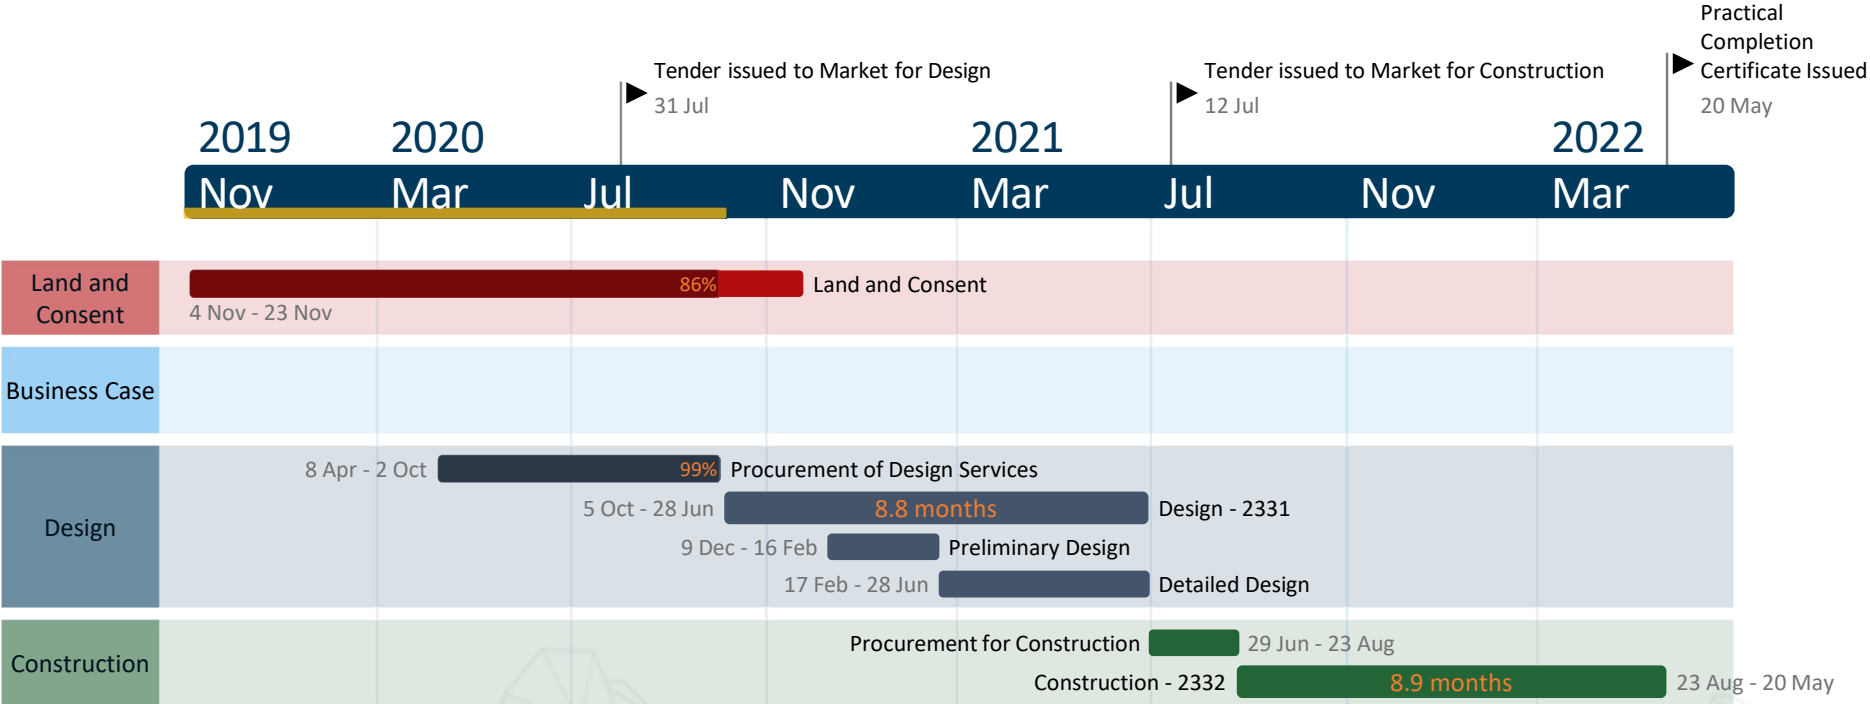 Practical
Completion
Certificate Issued
20 May
Tender issued to Market for Design
31 Jul
Tender issued to Market for Construction
12 Jul
2019 2020 2021 2022
Nov Mar Jul Nov Mar Jul Nov Mar
Land and
Consent
86% Land and Consent
4 Nov - 23 Nov
Business Case
Design
8 Apr - 2 Oct 99% Procurement of Design Services
5 Oct - 28 Jun 8.8 months Design - 2331
9 Dec - 16 Feb Preliminary Design
17 Feb - 28 Jun Detailed Design
Construction
Procurement for Construction 29 Jun - 23 Aug
Construction - 2332 8.9 months 23 Aug - 20 May